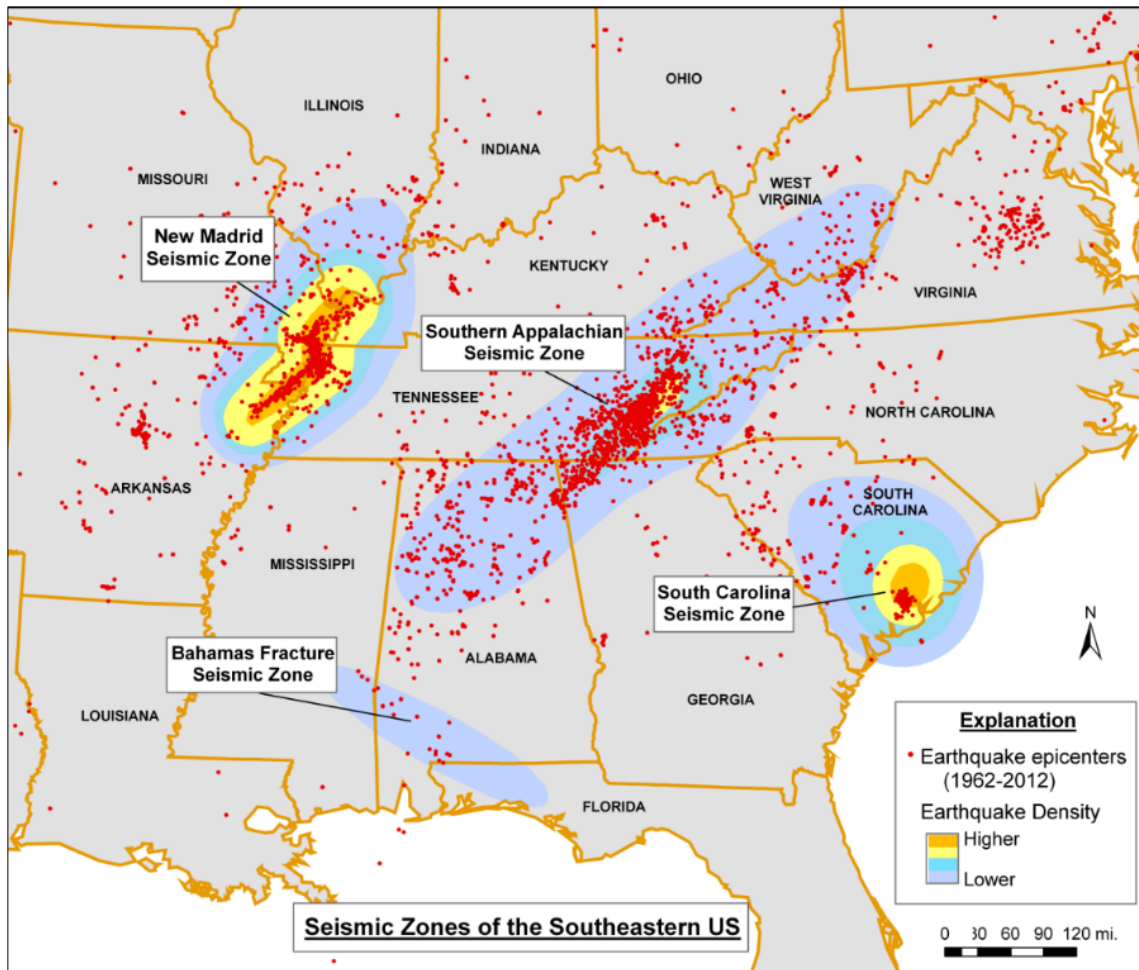 OHIO
ILLINOIS
INDIANA
MISSOURI
WEST
VIRGINIA
New Madrid
Seismic Zone
KENTUCKY
VIRGINIA
Southern Appalachian
Seismic Zone
TENNESSEE
NORTH CAROLINA
ARKANSAS
SOUTH
CAROLINA
MISSISSIPPI
South Carolina
Seismic Zone
N
Bahamas Fracture
Seismic Zone
ALABAMA
GEORGIA
LOUISIANA
Explanation
Earthquake epicenters
(1962-2012)
Earthquake Density
Higher
Lower
FLORIDA
Seismic Zones of the Southeastern US
0 30 60 90 120 mi.